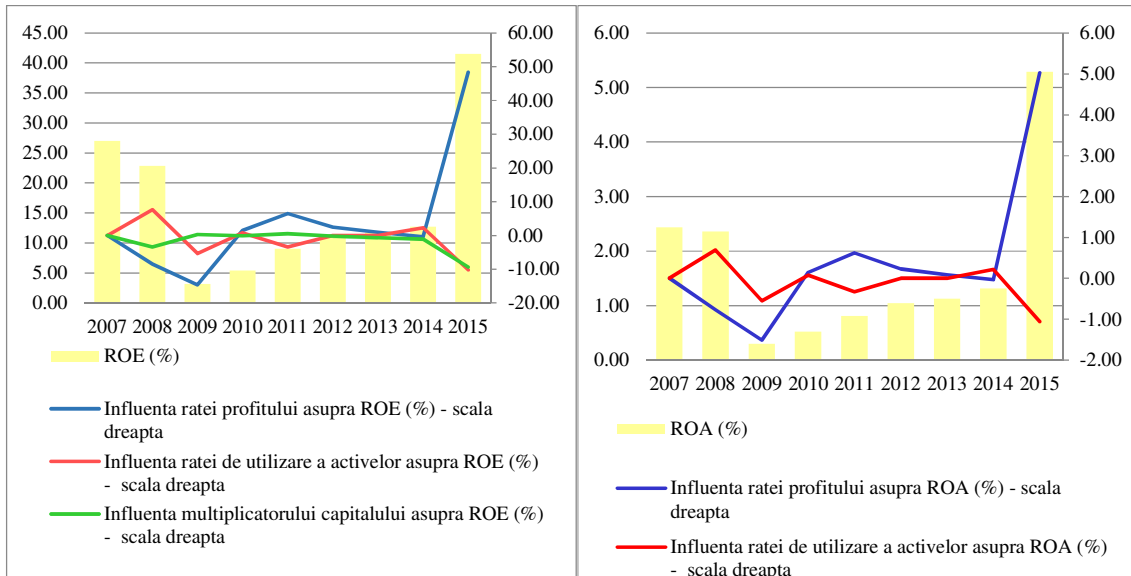 45.00
40.00
35.00
30.00
25.00
20.00
15.00
10.00
5.00
0.00
60.00
50.00
40.00
30.00
20.00
10.00
0.00
-10.00
-20.00
2007 2008 2009 2010 2011 2012 2013 2014 2015
ROE (%)
Influenta ratei profitului asupra ROE (%) - scala
dreapta
Influenta ratei de utilizare a activelor asupra ROE (%)
- scala dreapta
Influenta multiplicatorului capitalului asupra ROE (%)
- scala dreapta
6.00
5.00
4.00
3.00
2.00
1.00
0.00
6.00
5.00
4.00
3.00
2.00
1.00
0.00
-1.00
-2.00
2007 2008 2009 2010 2011 2012 2013 2014 2015
ROA (%)
Influenta ratei profitului asupra ROA (%) - scala
dreapta
Influenta ratei de utilizare a activelor asupra ROA (%)
- scala dreapta